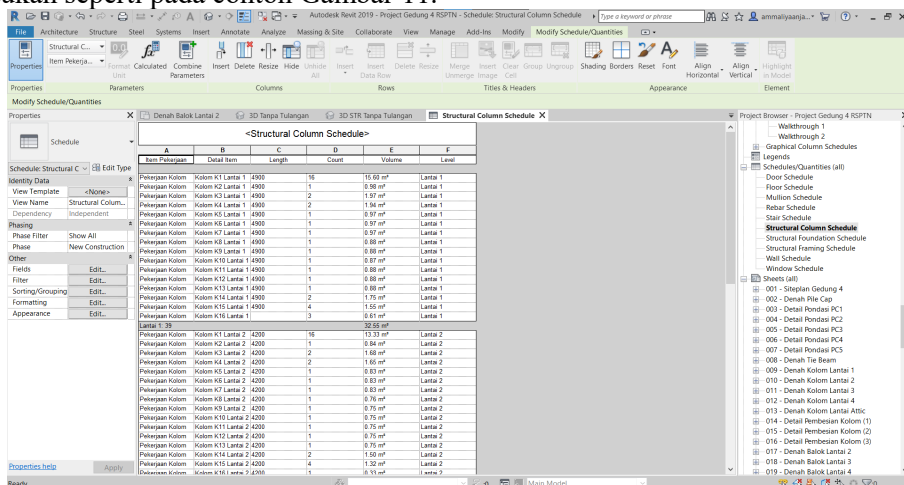 ukan seperti pada contoh Gambar 11.
Autodesk Revit 2019 - Project Gedung 4 RSPTN - Schedule: Structural Column Schedule
Type a keyword or phrase
ammaliyaanja...
File Architecture Structure Steel Systems Insert Annotate Analyze Massing & Site Collaborate View Manage Add-Ins Modify Modify Schedule/Quantities
Properties
Structural C...
Item Pekerja...
Format Unit
Calculated
Combine Parameters
Insert Delete Resize Hide Unhide All
Insert
Insert Data Row
Delete Resize
Merge Unmerge
Insert Image
Clear Cell
Group Ungroup
Shading Borders Reset Font
Align Horizontal
Align Vertical
Highlight in Model
Properties Parameters Columns Rows Titles & Headers Appearance Element
Modify Schedule/Quantities
Properties
Schedule
Schedule: Structural C
Edit Type
Identity Data
View Template <None>
View Name Structural Colum...
Dependency Independent
Phasing
Phase Filter Show All
Phase New Construction
Other
Fields Edit...
Filter Edit...
Sorting/Grouping Edit...
Formatting Edit...
Appearance Edit...
Properties help
Apply
Denah Balok Lantai 2
3D Tanpa Tulangan
3D STR Tanpa Tulangan
Structural Column Schedule
<Structural Column Schedule>
A B C D E F
Item Pekerjaan Detail Item Length Count Volume Level
Pekerjaan Kolom Kolom K1 Lantai 1 4900 16 15.60 m³ Lantai 1
Pekerjaan Kolom Kolom K2 Lantai 1 4900 1 0.98 m³ Lantai 1
Pekerjaan Kolom Kolom K3 Lantai 1 4900 2 1.97 m³ Lantai 1
Pekerjaan Kolom Kolom K4 Lantai 1 4900 2 1.94 m³ Lantai 1
Pekerjaan Kolom Kolom K5 Lantai 1 4900 1 0.97 m³ Lantai 1
Pekerjaan Kolom Kolom K6 Lantai 1 4900 1 0.97 m³ Lantai 1
Pekerjaan Kolom Kolom K7 Lantai 1 4900 1 0.97 m³ Lantai 1
Pekerjaan Kolom Kolom K8 Lantai 1 4900 1 0.88 m³ Lantai 1
Pekerjaan Kolom Kolom K9 Lantai 1 4900 1 0.88 m³ Lantai 1
Pekerjaan Kolom Kolom K10 Lantai 1 4900 1 0.87 m³ Lantai 1
Pekerjaan Kolom Kolom K11 Lantai 1 4900 1 0.88 m³ Lantai 1
Pekerjaan Kolom Kolom K12 Lantai 1 4900 1 0.88 m³ Lantai 1
Pekerjaan Kolom Kolom K13 Lantai 1 4900 1 0.88 m³ Lantai 1
Pekerjaan Kolom Kolom K14 Lantai 1 4900 2 1.75 m³ Lantai 1
Pekerjaan Kolom Kolom K15 Lantai 1 4900 4 1.55 m³ Lantai 1
Pekerjaan Kolom Kolom K16 Lantai 1 3 0.61 m³ Lantai 1
Lantai 1: 39 32.55 m³
Pekerjaan Kolom Kolom K1 Lantai 2 4200 16 13.33 m³ Lantai 2
Pekerjaan Kolom Kolom K2 Lantai 2 4200 1 0.84 m³ Lantai 2
Pekerjaan Kolom Kolom K3 Lantai 2 4200 2 1.68 m³ Lantai 2
Pekerjaan Kolom Kolom K4 Lantai 2 4200 2 1.65 m³ Lantai 2
Pekerjaan Kolom Kolom K5 Lantai 2 4200 1 0.83 m³ Lantai 2
Pekerjaan Kolom Kolom K6 Lantai 2 4200 1 0.83 m³ Lantai 2
Pekerjaan Kolom Kolom K7 Lantai 2 4200 1 0.83 m³ Lantai 2
Pekerjaan Kolom Kolom K8 Lantai 2 4200 1 0.76 m³ Lantai 2
Pekerjaan Kolom Kolom K9 Lantai 2 4200 1 0.75 m³ Lantai 2
Pekerjaan Kolom Kolom K10 Lantai 2 4200 1 0.75 m³ Lantai 2
Pekerjaan Kolom Kolom K11 Lantai 2 4200 1 0.75 m³ Lantai 2
Pekerjaan Kolom Kolom K12 Lantai 2 4200 1 0.75 m³ Lantai 2
Pekerjaan Kolom Kolom K13 Lantai 2 4200 1 0.75 m³ Lantai 2
Pekerjaan Kolom Kolom K14 Lantai 2 4200 2 1.50 m³ Lantai 2
Pekerjaan Kolom Kolom K15 Lantai 2 4200 4 1.32 m³ Lantai 2
Pekerjaan Kolom Kolom K16 Lantai 2 4200 1 0.33 m³ Lantai 2
Project Browser - Project Gedung 4 RSPTN
Walkthrough 1
Walkthrough 2
Graphical Column Schedules
Legends
Schedules/Quantities (all)
Door Schedule
Floor Schedule
Mullion Schedule
Rebar Schedule
Stair Schedule
Structural Column Schedule
Structural Foundation Schedule
Structural Framing Schedule
Wall Schedule
Window Schedule
Sheets (all)
001 - Siteplan Gedung 4
002 - Denah Pile Cap
003 - Detail Pondasi PC1
004 - Detail Pondasi PC2
005 - Detail Pondasi PC3
006 - Detail Pondasi PC4
007 - Detail Pondasi PC5
008 - Denah Tie Beam
009 - Denah Kolom Lantai 1
010 - Denah Kolom Lantai 2
011 - Denah Kolom Lantai 3
012 - Denah Kolom Lantai 4
013 - Denah Kolom Lantai Attic
014 - Detail Pembesian Kolom (1)
015 - Detail Pembesian Kolom (2)
016 - Detail Pembesian Kolom (3)
017 - Denah Balok Lantai 2
018 - Denah Balok Lantai 3
019 - Denah Balok Lantai 4
Ready
Main Model